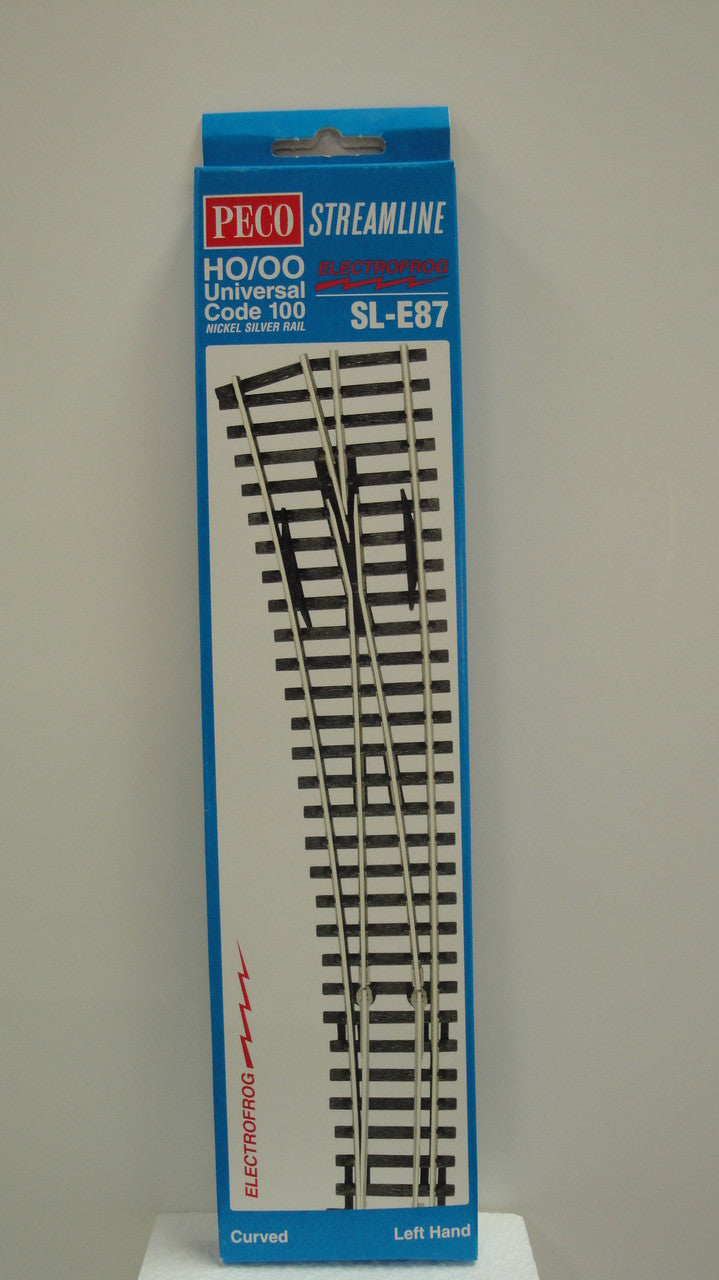 PECO STREAMLINE
HO/OO
Universal
Code 100
NICKEL SILVER RAIL
ELECTROFROG
SL-E87
ELECTROFROG
Curved
Left Hand